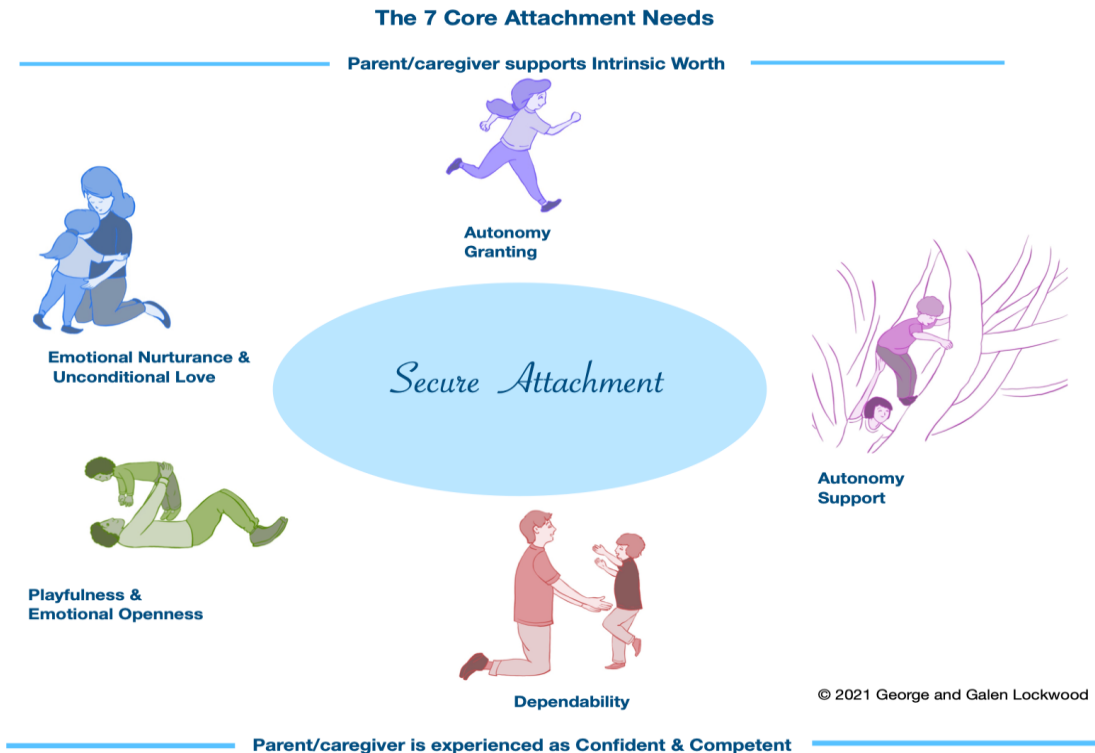 The 7 Core Attachment Needs
Parent/caregiver supports Intrinsic Worth
Autonomy
Granting
Emotional Nurturance &
Unconditional Love
Secure Attachment
Autonomy
Support
Playfulness &
Emotional Openness
Dependability
© 2021 George and Galen Lockwood
Parent/caregiver is experienced as Confident & Competent